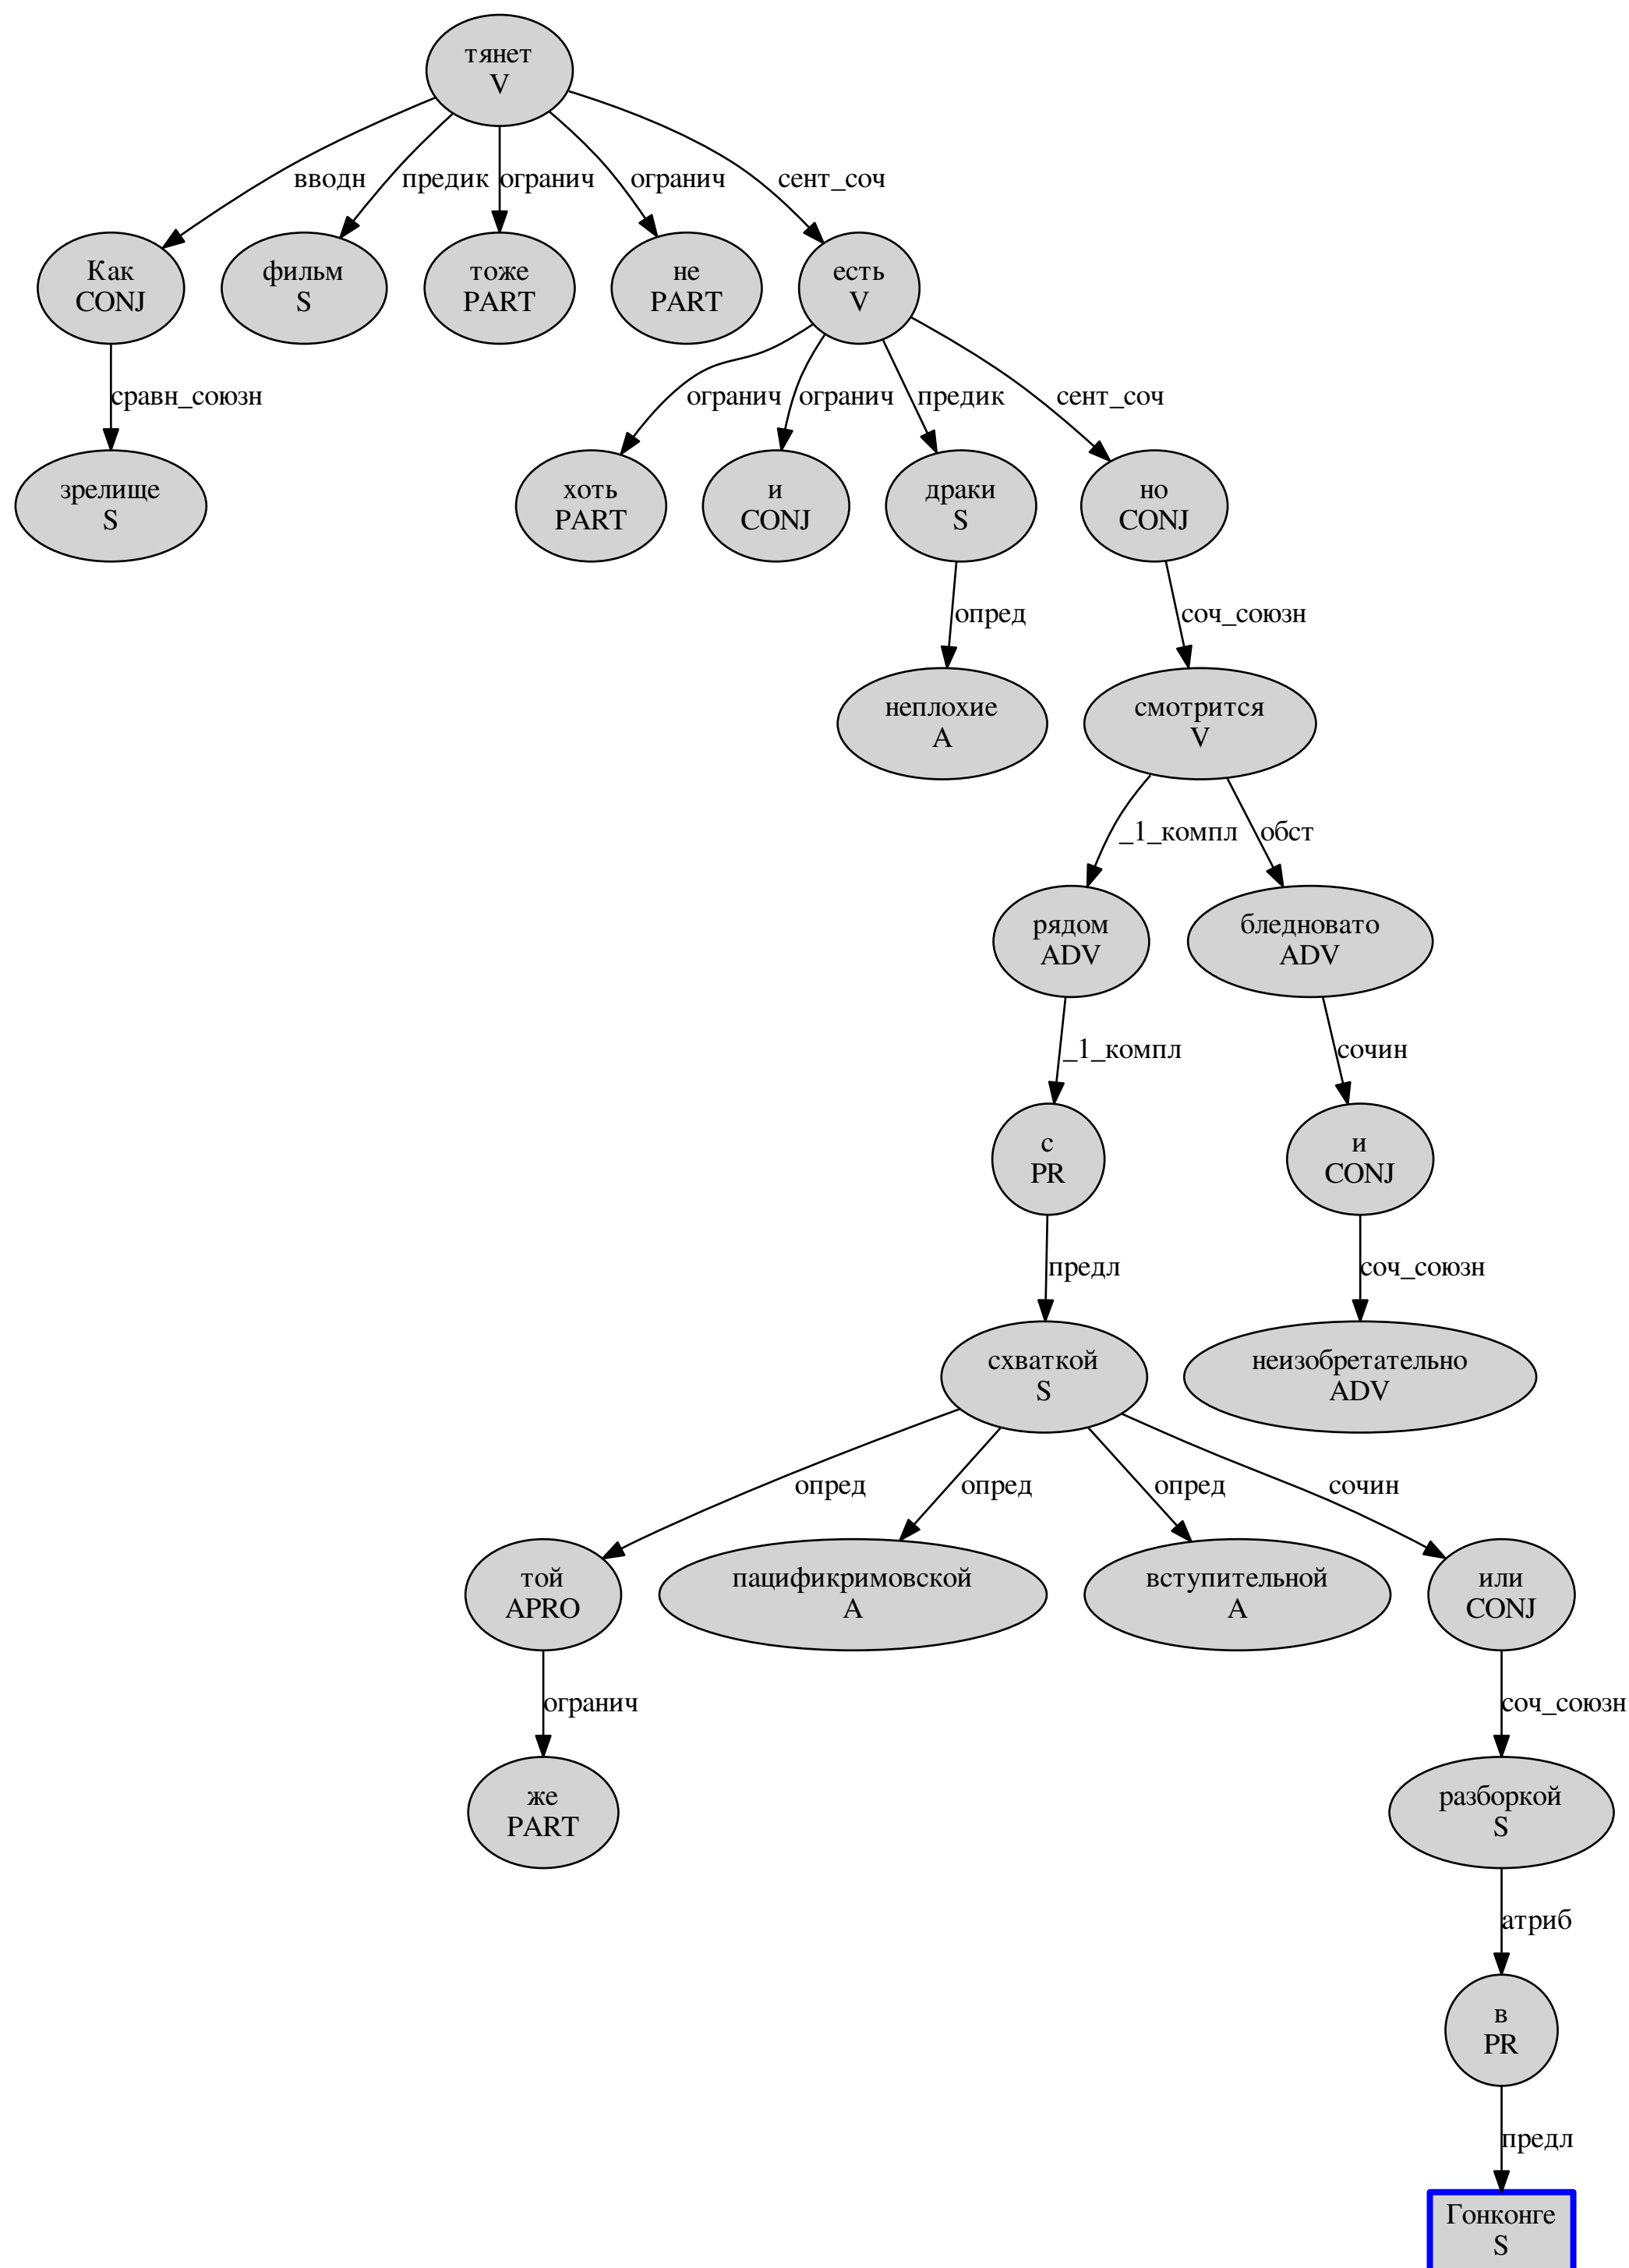 тянет
V
вводн предик огранич огранич сент_соч
Как
CONJ
фильм
S
тоже
PART
не
PART
есть
V
сравн_союзн огранич огранич предик сент_соч
зрелище
S
хоть
PART
и
CONJ
драки
S
но
CONJ
опред соч_союзн
неплохие
A
смотрится
V
_1_компл обст
рядом
ADV
бледновато
ADV
_1_компл сочин
с
PR
и
CONJ
предл соч_союзн
схваткой
S
неизобретательно
ADV
опред опред опред сочин
той
APRO
пацификримовской
A
вступительной
A
или
CONJ
огранич соч_союзн
же
PART
разборкой
S
атриб
в
PR
предл
Гонконге
S